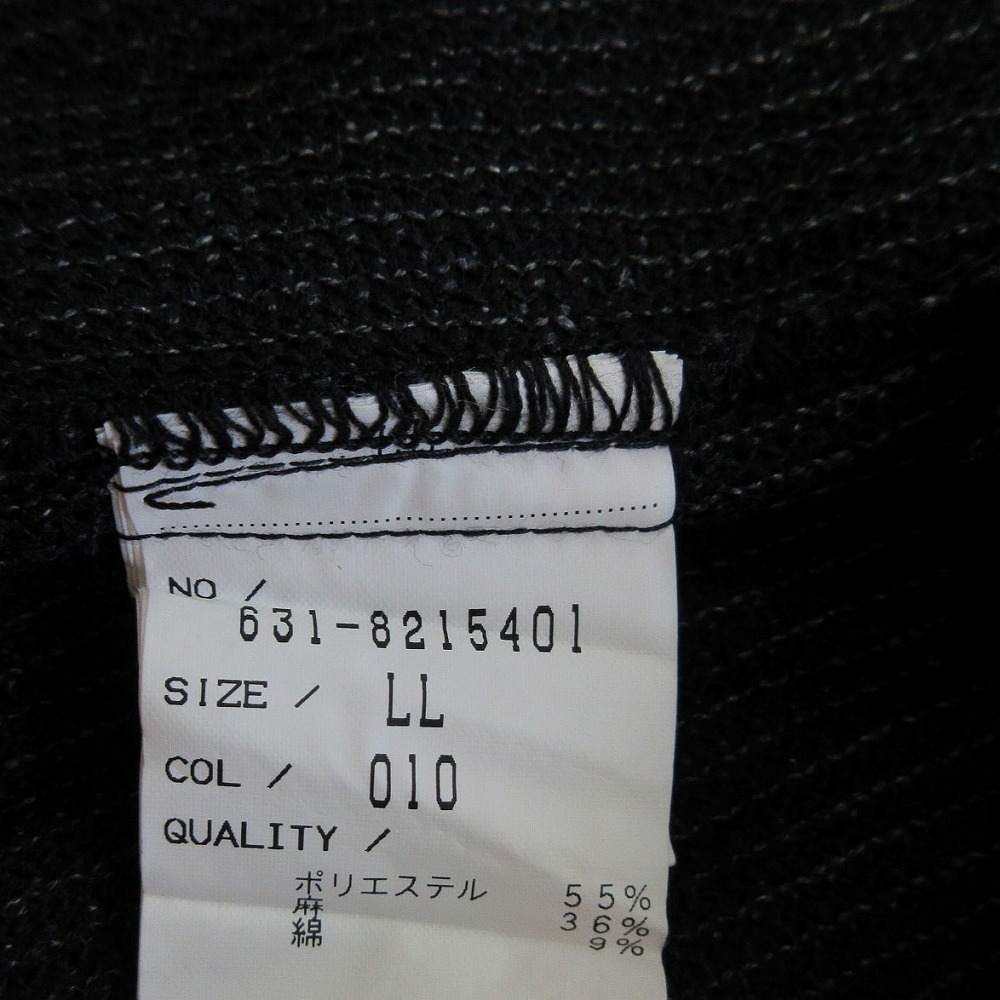 NO /
631-8215401
SIZE / LL
COL / 010
QUALITY /
ポリエステル 55%
麻 36%
綿 9%